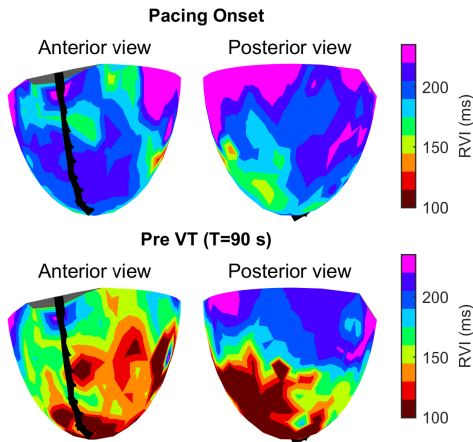 Pacing Onset
Anterior view
Posterior view
200
150
100
RVI (ms)
Pre VT (T=90 s)
Anterior view
Posterior view
200
150
100
RVI (ms)